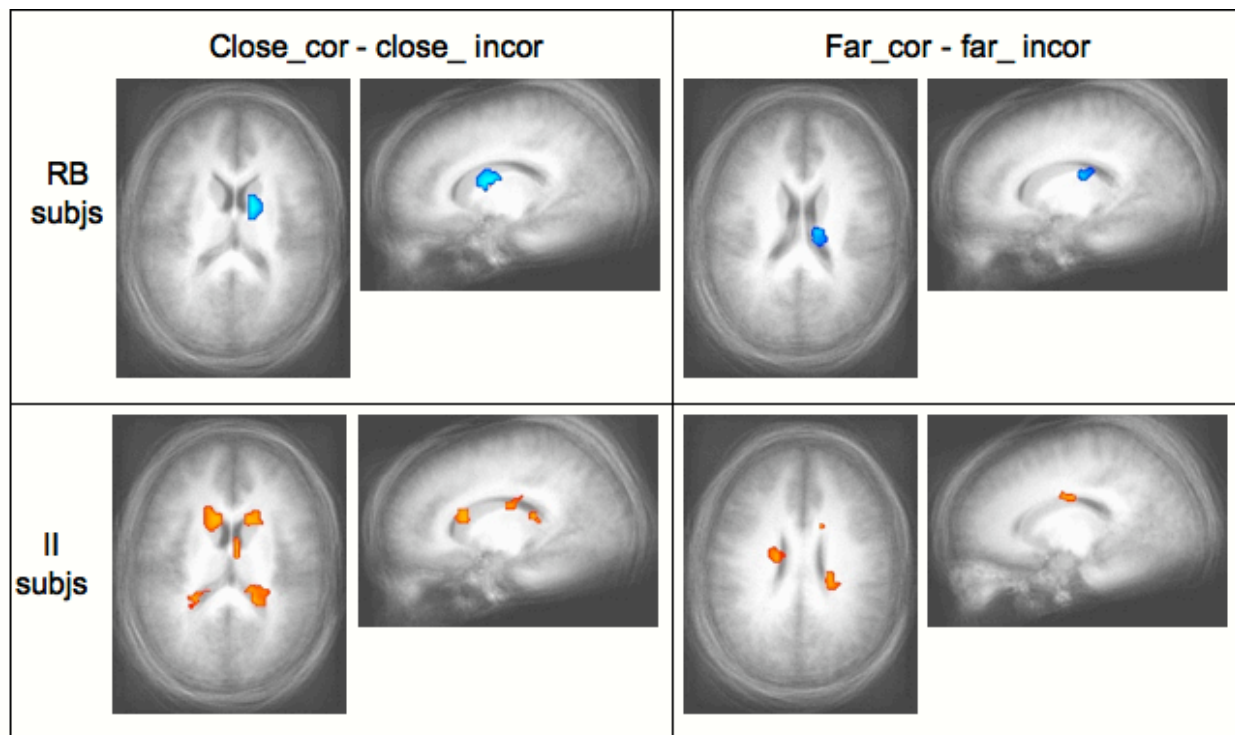 Close_cor - close_ incor
Far_cor - far_ incor
RB
subjs
II
subjs